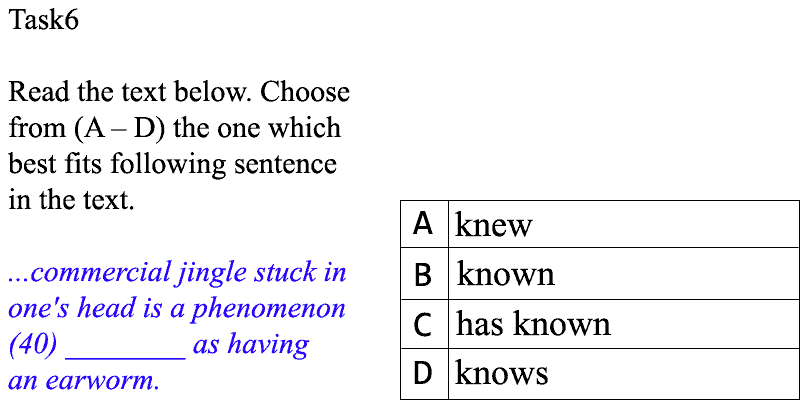 Task6
Read the text below. Choose
from (A – D) the one which
best fits following sentence
in the text.
...commercial jingle stuck in
one's head is a phenomenon
(40) ________ as having
an earworm.
A knew
B known
C has known
D knows